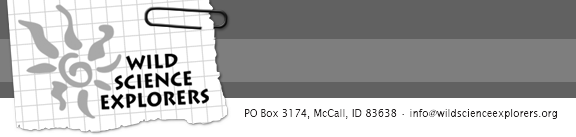 WILD
SCIENCE
EXPLORERS
PO Box 3174, McCall, ID 83638 · info@wildscienceexplorers.org